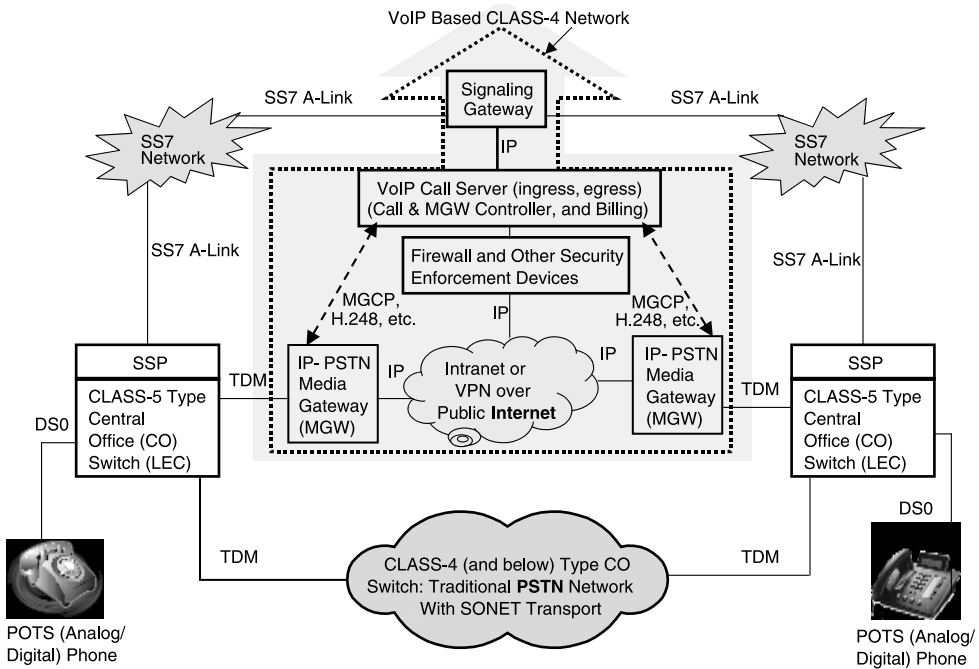 VoIP Based CLASS-4 Network
Signaling
Gateway
SS7 A-Link
SS7 A-Link
SS7
Network
SS7
Network
IP
VoIP Call Server (ingress, egress)
(Call & MGW Controller, and Billing)
SS7 A-Link
SS7 A-Link
Firewall and Other Security
Enforcement Devices
MGCP,
H.248, etc.
MGCP,
H.248, etc.
IP
SSP
CLASS-5 Type
Central
Office (CO)
Switch (LEC)
TDM
IP- PSTN
Media
Gateway
(MGW)
IP
Intranet or
VPN over
Public Internet
IP
IP- PSTN
Media
Gateway
(MGW)
TDM
SSP
CLASS-5 Type
Central
Office (CO)
Switch (LEC)
DS0
DS0
TDM
CLASS-4 (and below) Type CO
Switch: Traditional PSTN Network
With SONET Transport
TDM
POTS (Analog/
Digital) Phone
POTS (Analog/
Digital) Phone